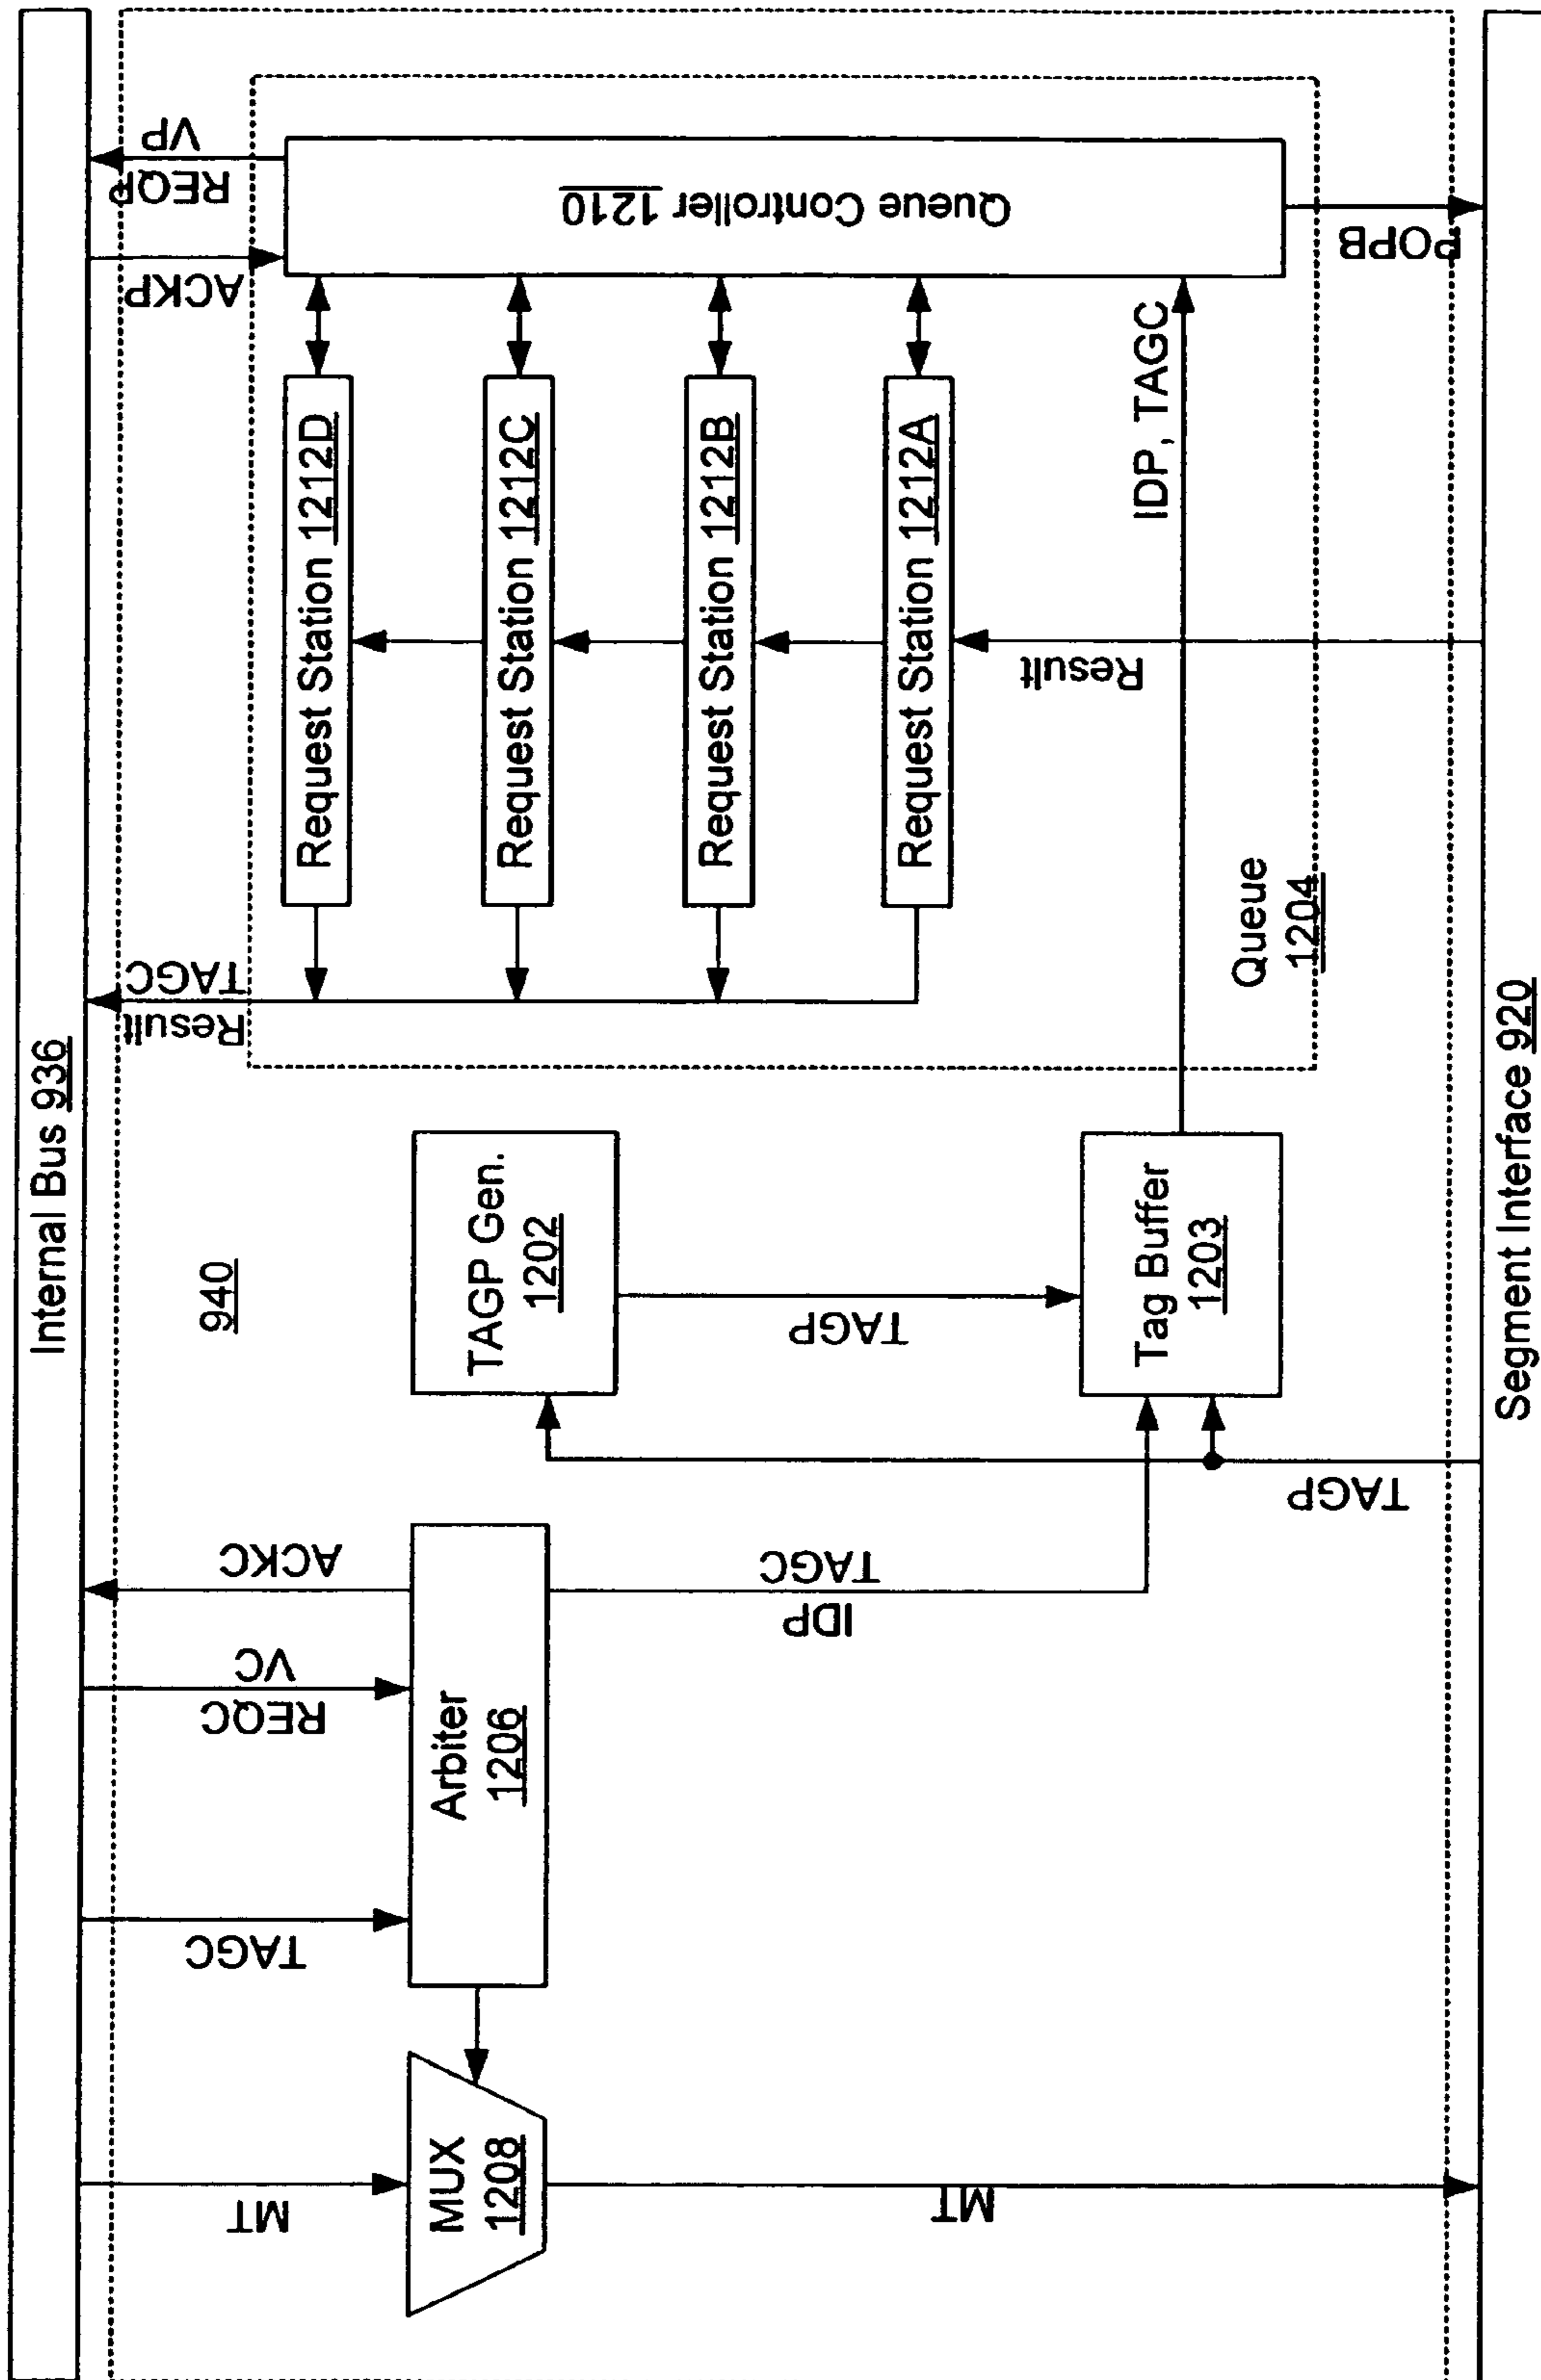 Internal Bus 936
940
MT
TAGC
REQC
VC
ACKC
Result
TAGC
ACKP
REQP
VP
MUX
1208
Arbiter
1206
TAGP Gen.
1202
Request Station 1212D
Request Station 1212C
Request Station 1212B
Request Station 1212A
Queue Controller 1210
MT
IDP
TAGC
TAGP
Tag Buffer
1203
IDP, TAGC
Result
Queue
1204
TAGP
POPB
Segment Interface 920